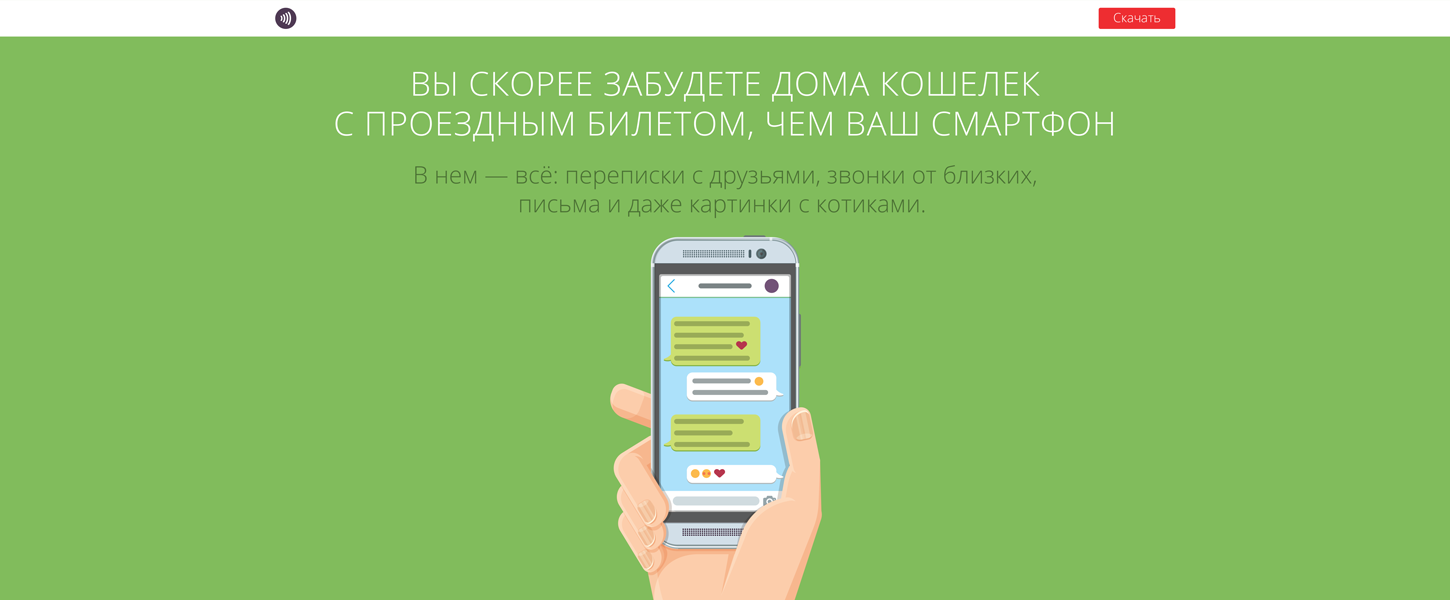 Скачать
ВЫ СКОРЕЕ ЗАБУДЕТЕ ДОМА КОШЕЛЕК
С ПРОЕЗДНЫМ БИЛЕТОМ, ЧЕМ ВАШ СМАРТФОН
В нем — всё: переписки с друзьями, звонки от близких,
письма и даже картинки с котиками.